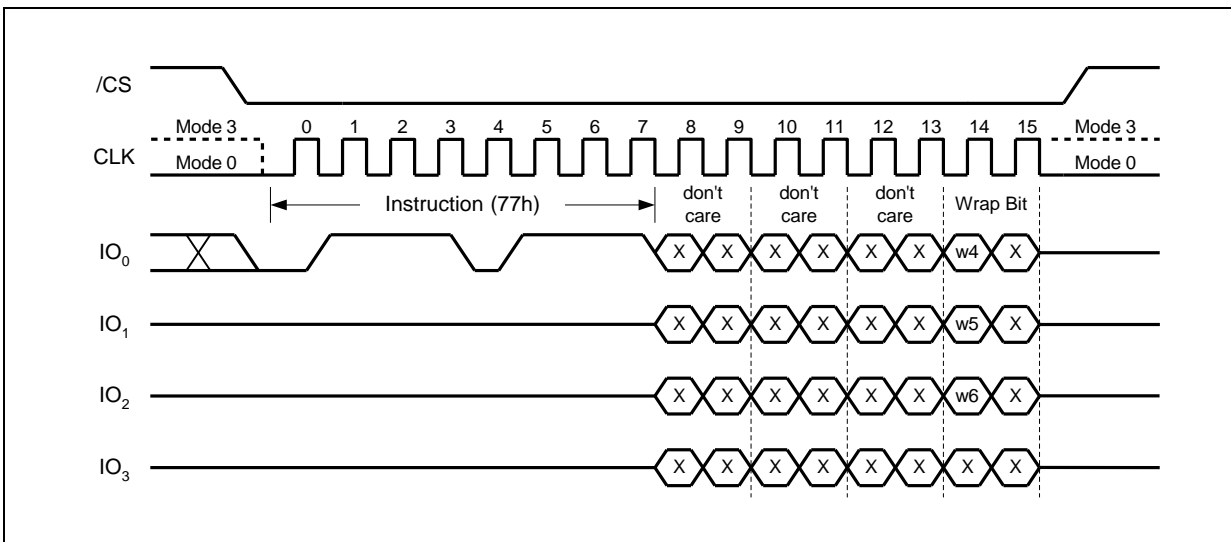 /CS
Mode 3 0 1 2 3 4 5 6 7 8 9 10 11 12 13 14 15 Mode 3
CLK
Mode 0 Mode 0
Instruction (77h) don't care don't care don't care Wrap Bit
IO0 X X X X X X w4 X
IO1 X X X X X X w5 X
IO2 X X X X X X w6 X
IO3 X X X X X X X X